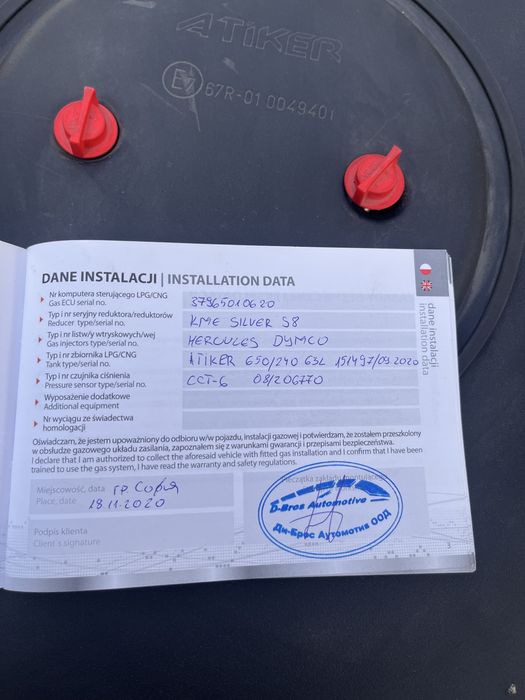 ATiKER
E7 67R-01 0049401
DANE INSTALACJI | INSTALLATION DATA
Nr komputera sterującego LPG/CNG
Gas ECU serial no.
37965010620
Typ i nr seryjny reduktora/reduktorów
Reducer type/serial no.
KME SILVER S8
Typ i nr listw/y wtryskowych/wej
Gas injectors type/serial no.
HERCULES DYMCO
Typ i nr zbiornika LPG/CNG
Tank type/serial no.
ATIKER 650/240 63L 151497/09.2020
Typ i nr czujnika ciśnienia
Pressure sensor type/serial no.
CCT-6 08/206770
Wyposażenie dodatkowe
Additional equipment
Nr wyciągu ze świadectwa
homologacji
Oświadczam, że jestem upoważniony do odbioru w/w pojazdu, instalacji gazowej i potwierdzam, że zostałem przeszkolony
w obsłudze gazowego układu zasilania, zapoznałem się z warunkami gwarancji i przepisami bezpieczeństwa.
I declare that I am authorized to collect the aforesaid vehicle with fitted gas installation and I confirm that I have been
trained to use the gas system, I have read the warranty and safety regulations.
Miejscowość, data
Place, date
гр. София
18.11.2020
Podpis klienta
Client's signature
Pieczątka zakładu montującego
D-Bros Automotive
Ди-Брос Аутомотив ООД
dane instalacji
installation data
5